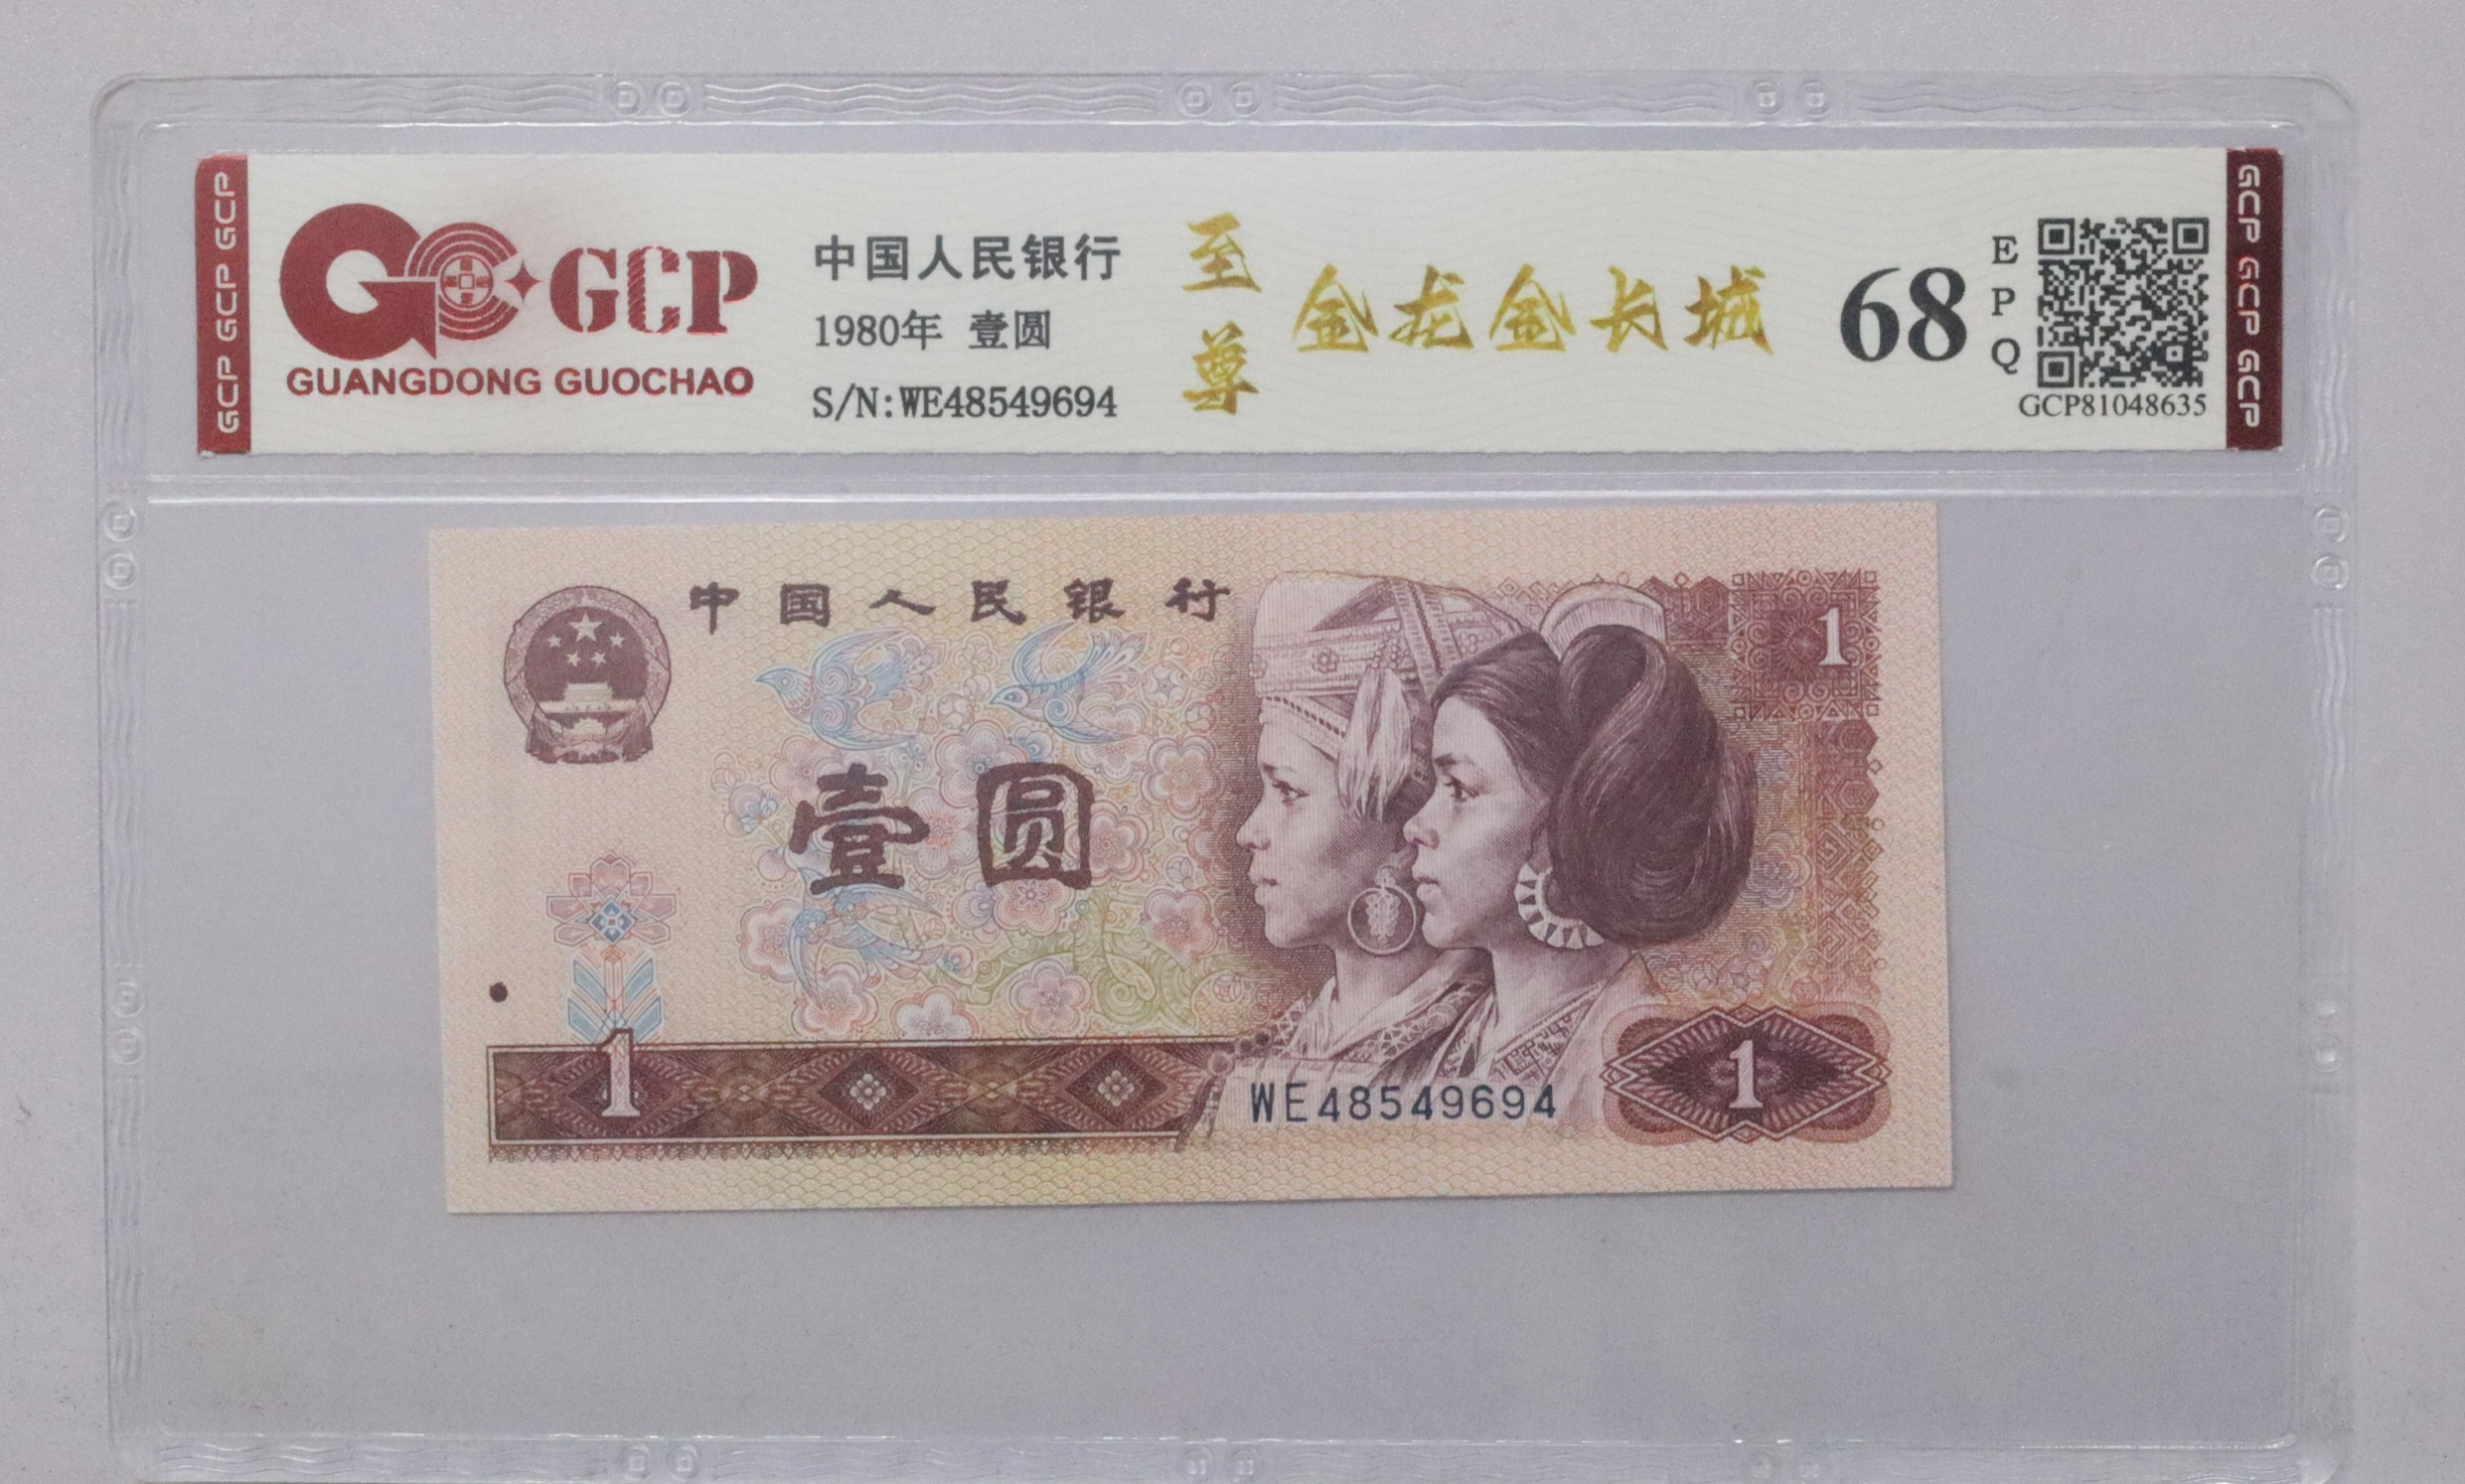 GCP GCP GCP
GCP
GUANGDONG GUOCHAO
中国人民银行
1980年 壹圆
S/N:WE48549694
至尊
金龙金长城
68
EPQ
GCP81048635
GCP GCP GCP
中国人民银行
1
壹圆
1
WE48549694
1